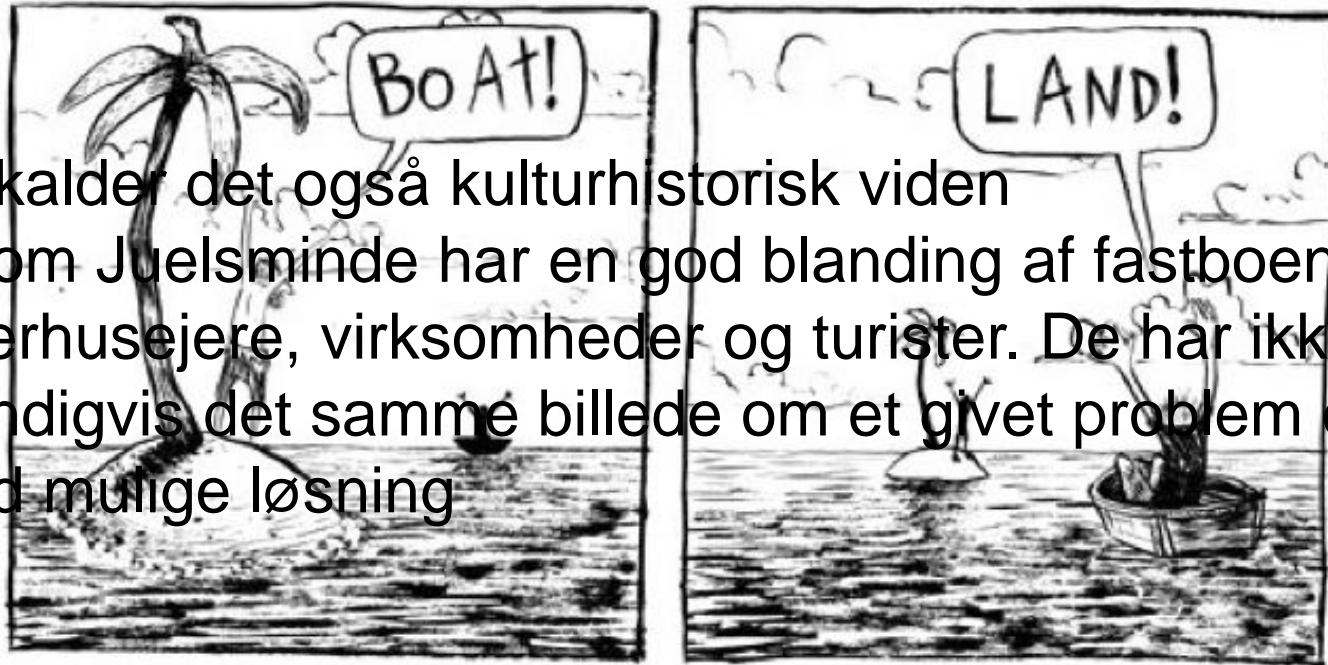 BoAt!
LAND!
kalder det også kulturhistorisk viden
om Juelsminde har en god blanding af fastboen
erhusejere, virksomheder og turister. De har ikk
ndigvis det samme billede om et givet problem
d mulige løsning